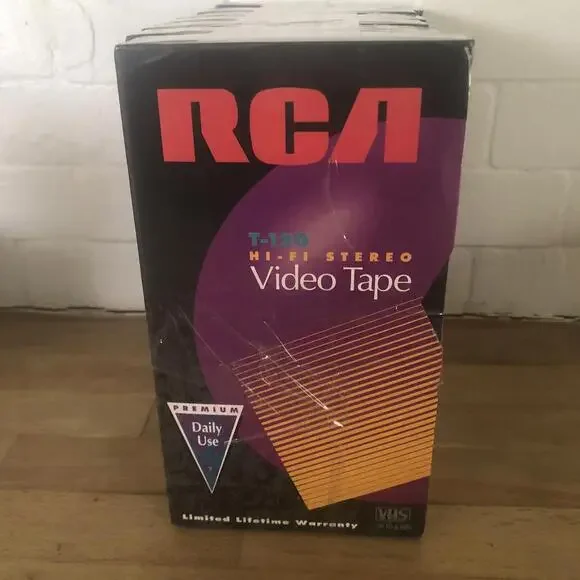 RCA
T-120
HI-FI STEREO
Video Tape
PREMIUM
Daily
Use
Limited Lifetime Warranty
VHS